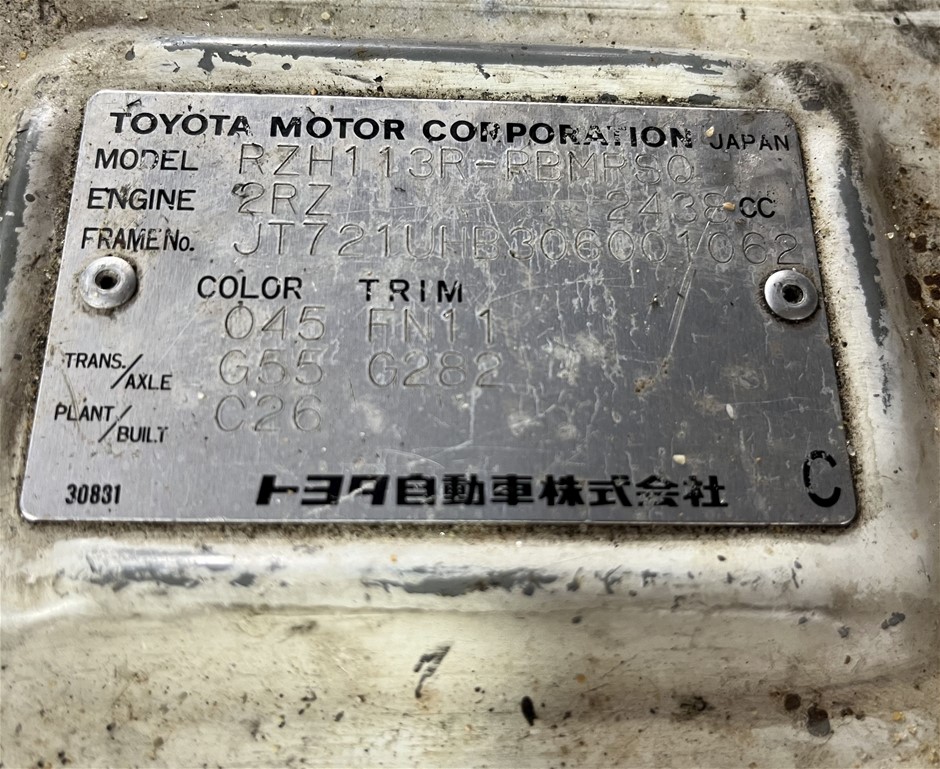 TOYOTA MOTOR CORPORATION JAPAN
MODEL RZH113R-RBMRSQ
ENGINE 2RZ 2438 CC
FRAME No. JT721UHB306001062
COLOR TRIM
045 FN11
TRANS./AXLE G55 G282
PLANT/BUILT C26
30831 トヨタ自動車株式会社 C